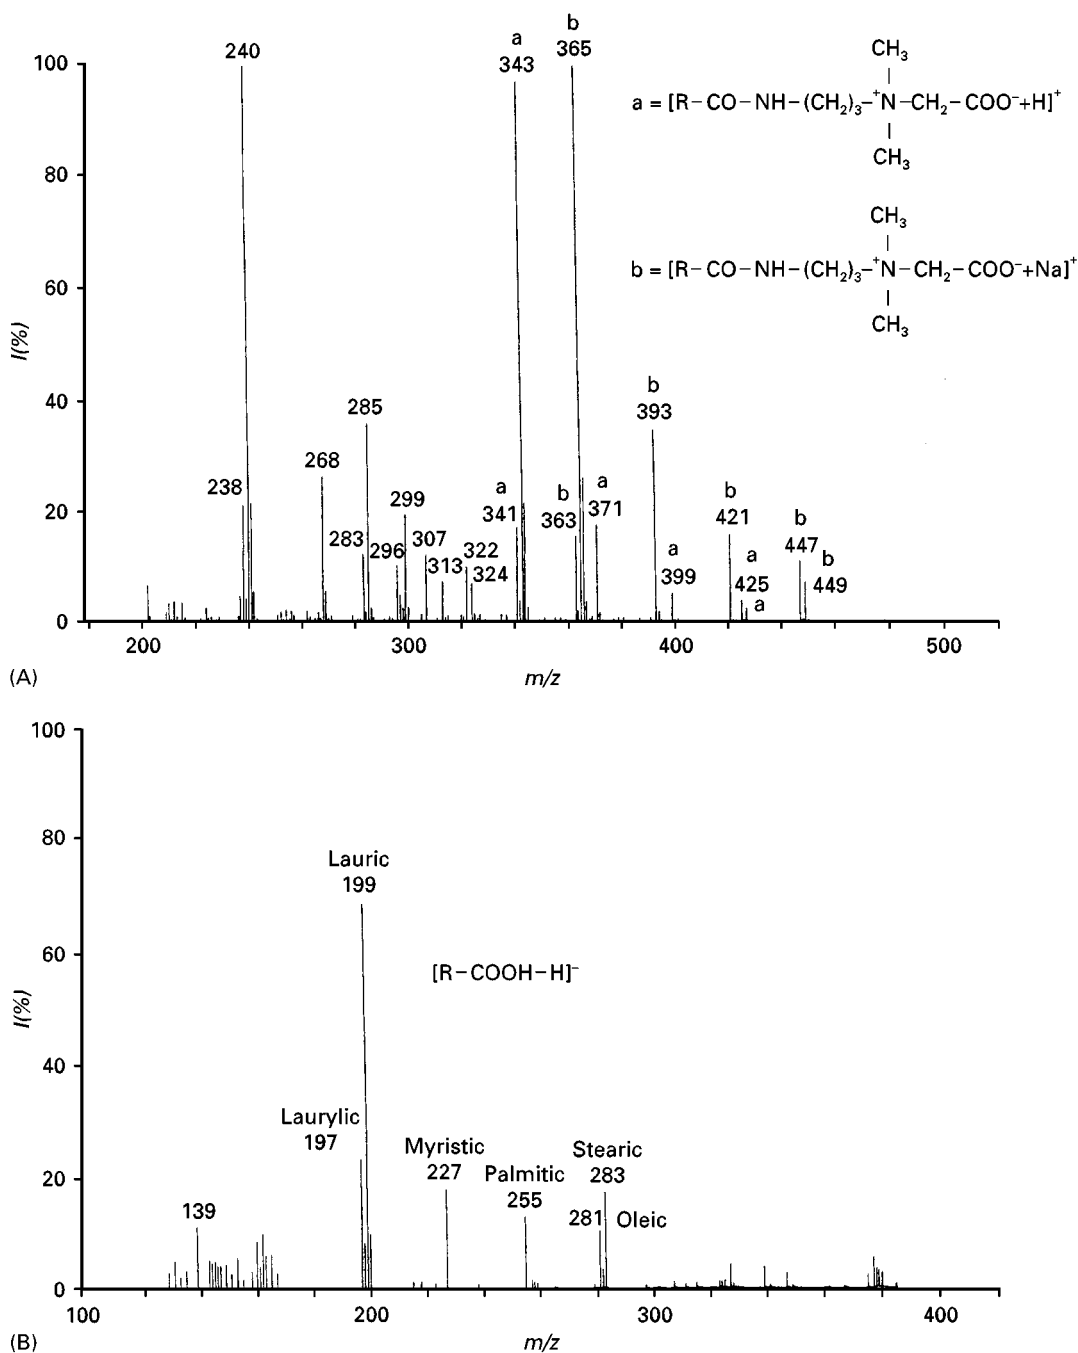 100
80
60
40
20
0
I(%)
240
a
343
b
365
238
268
285
283
296
299
307
313
322
324
a
341
b
363
a
371
b
393
a
399
b
421
a
425
a
b
447
b
449
CH₃
a = [R–CO–NH–(CH₂)₃–⁺N–CH₂–COO⁻+H]⁺
CH₃
CH₃
b = [R–CO–NH–(CH₂)₃–⁺N–CH₂–COO⁻+Na]⁺
CH₃
200 300 400 500
(A)
m/z
100
80
60
40
20
0
I(%)
Lauric
199
[R–COOH–H]⁻
Laurylic
197
139
Myristic
227
Palmitic
255
Stearic
283
281 Oleic
100 200 300 400
(B)
m/z